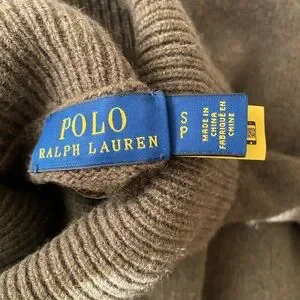 POLO
RALPH LAUREN
S
P
MADE IN
CHINA
FABRIQUÉ EN
CHINE